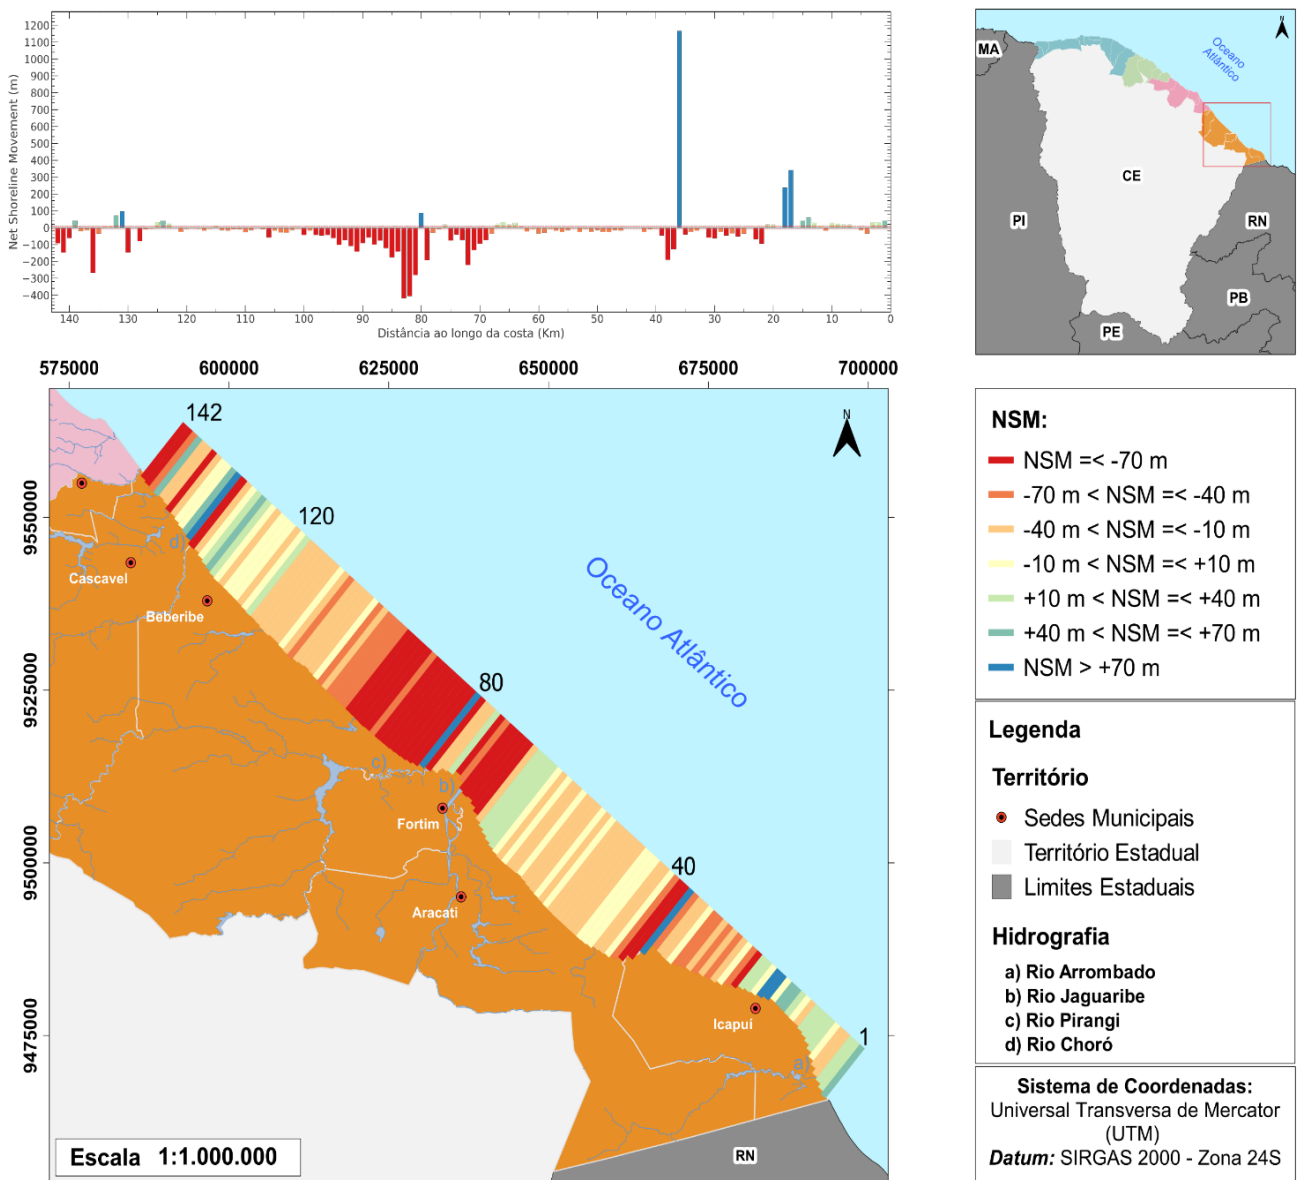 Net Shoreline Movement (m)
1200
1100
1000
900
800
700
600
500
400
300
200
100
0
−100
−200
−300
−400
140 130 120 110 100 90 80 70 60 50 40 30 20 10 0
Distância ao longo da costa (Km)
MA
Oceano
Atlântico
N
CE
PI
RN
PB
PE
575000 600000 625000 650000 675000 700000
9550000
9525000
9500000
9475000
142
N
120
Oceano Atlântico
d)
Cascavel
Beberibe
80
c)
b)
Fortim
40
Aracati
Icapuí
1
a)
RN
Escala 1:1.000.000
NSM:
NSM =< -70 m
-70 m < NSM =< -40 m
-40 m < NSM =< -10 m
-10 m < NSM =< +10 m
+10 m < NSM =< +40 m
+40 m < NSM =< +70 m
NSM > +70 m
Legenda
Território
Sedes Municipais
Território Estadual
Limites Estaduais
Hidrografia
a) Rio Arrombado
b) Rio Jaguaribe
c) Rio Pirangi
d) Rio Choró
Sistema de Coordenadas:
Universal Transversa de Mercator
(UTM)
Datum: SIRGAS 2000 - Zona 24S